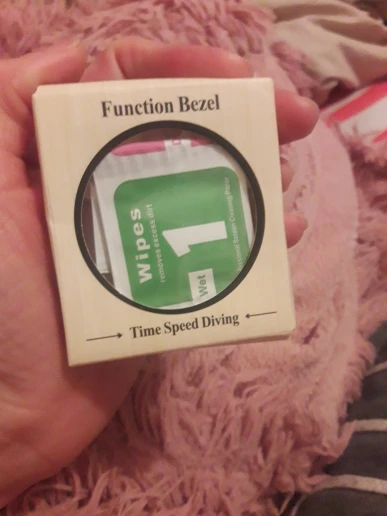 Function Bezel
Wipes
removes excess dirt
1
Wet
Time Speed Diving